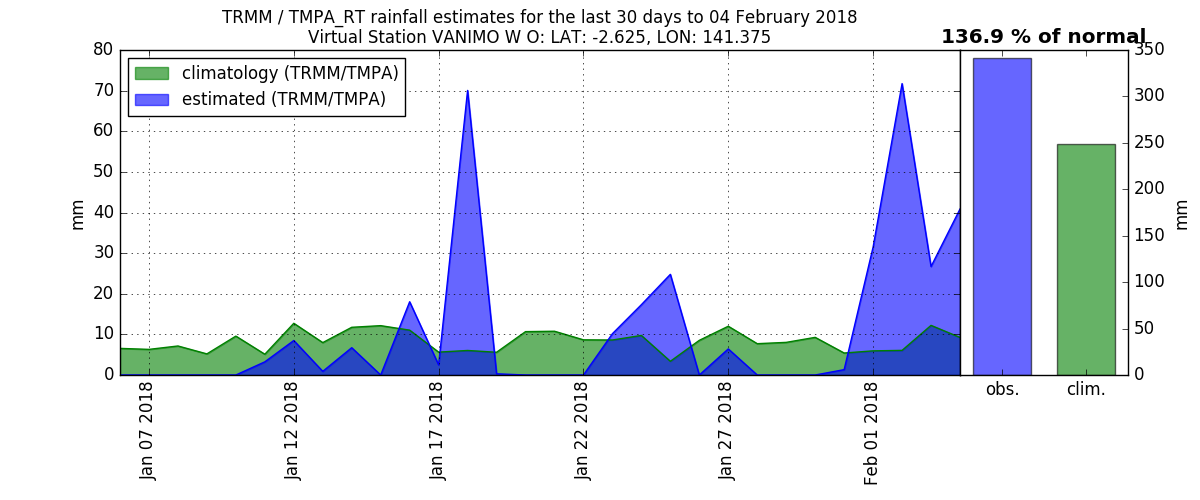 TRMM / TMPA_RT rainfall estimates for the last 30 days to 04 February 2018
Virtual Station VANIMO W O: LAT: -2.625, LON: 141.375
136.9 % of normal
climatology (TRMM/TMPA)
estimated (TRMM/TMPA)
mm
80
70
60
50
40
30
20
10
0
Jan 07 2018
Jan 12 2018
Jan 17 2018
Jan 22 2018
Jan 27 2018
Feb 01 2018
obs.
clim.
350
300
250
200
150
100
50
0
mm